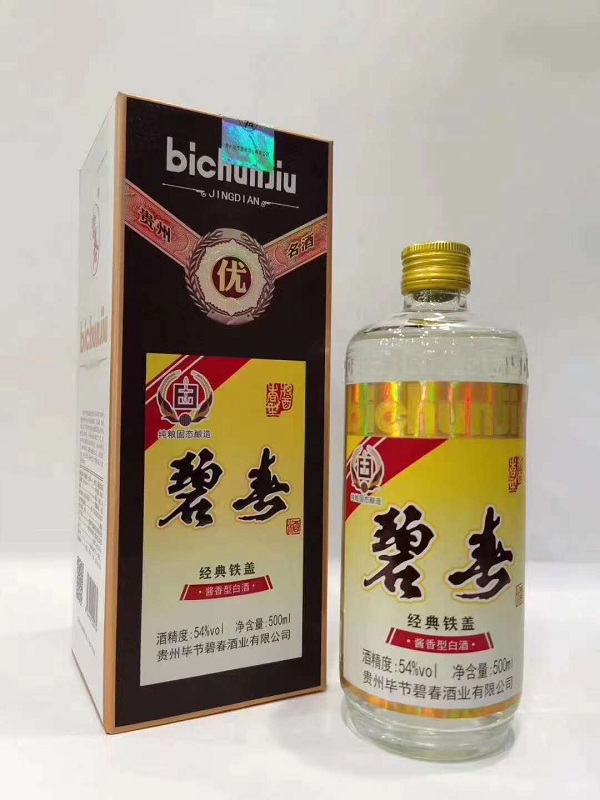 bichunjiu
JINGDIAN
贵州
名酒
优
固
纯粮固态酿造
碧春
经典铁盖
·酱香型白酒·
酒精度:54%vol 净含量:500ml
贵州毕节碧春酒业有限公司
bichunjiu
bichunji
固
纯粮固态酿造
碧春
经典铁盖
·酱香型白酒·
酒精度:54%vol 净含量:500ml
贵州毕节碧春酒业有限公司